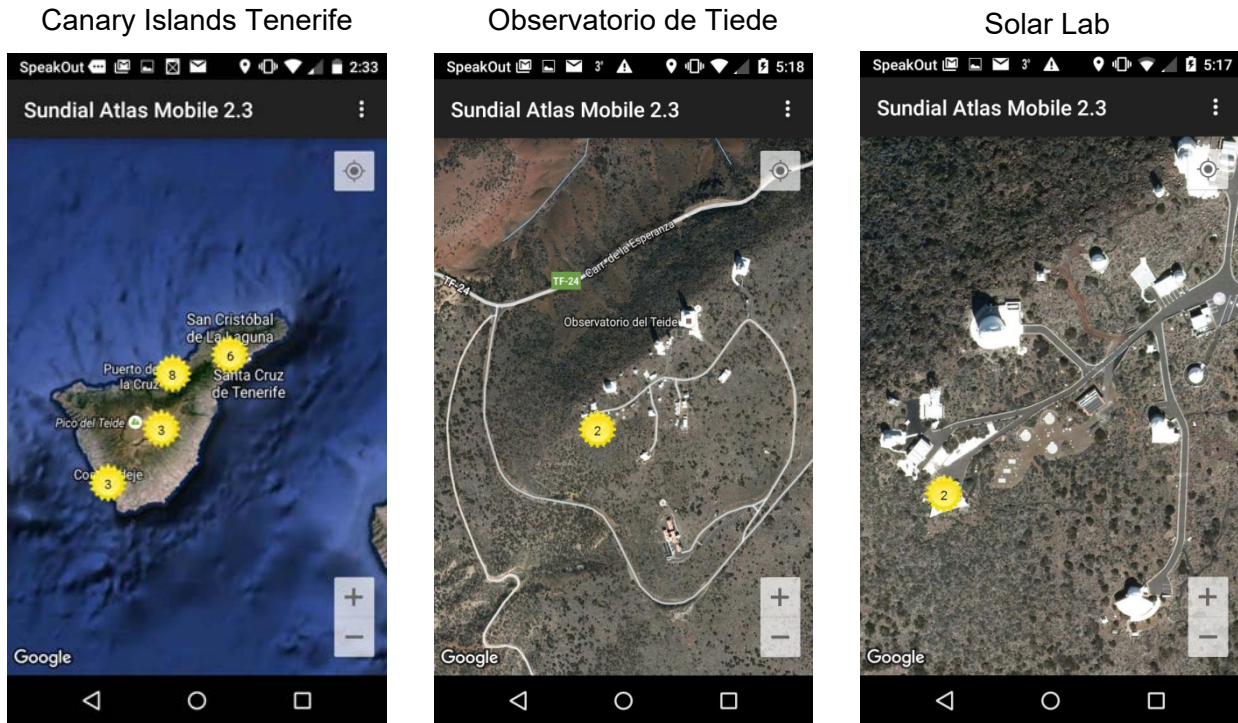 Canary Islands Tenerife
Observatorio de Tiede
Solar Lab
SpeakOut 2:33
Sundial Atlas Mobile 2.3
San Cristóbal
de La Laguna
6
Puerto de
la Cruz
8
Santa Cruz
de Tenerife
Pico del Teide
3
3
Google
SpeakOut 3° 5:18
Sundial Atlas Mobile 2.3
Carr. de la Esperanza
TF-24
TF-24
Observatorio del Teide
2
Google
SpeakOut 3° 5:17
Sundial Atlas Mobile 2.3
2
Google